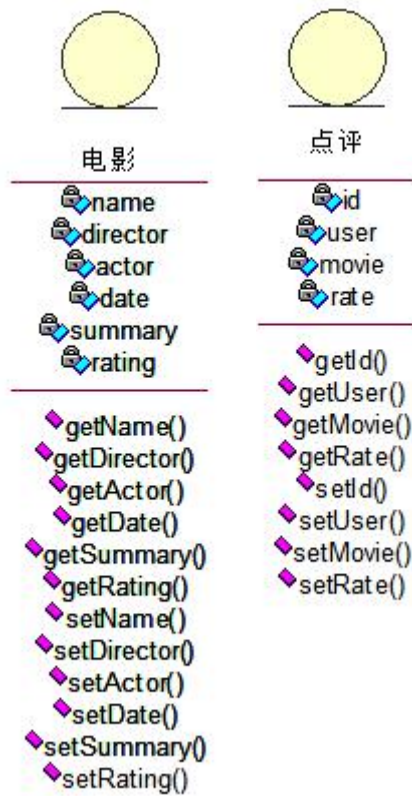 电影
name
director
actor
date
summary
rating
getName()
getDirector()
getActor()
getDate()
getSummary()
getRating()
setName()
setDirector()
setActor()
setDate()
setSummary()
setRating()
点评
id
user
movie
rate
getId()
getUser()
getMovie()
getRate()
setId()
setUser()
setMovie()
setRate()